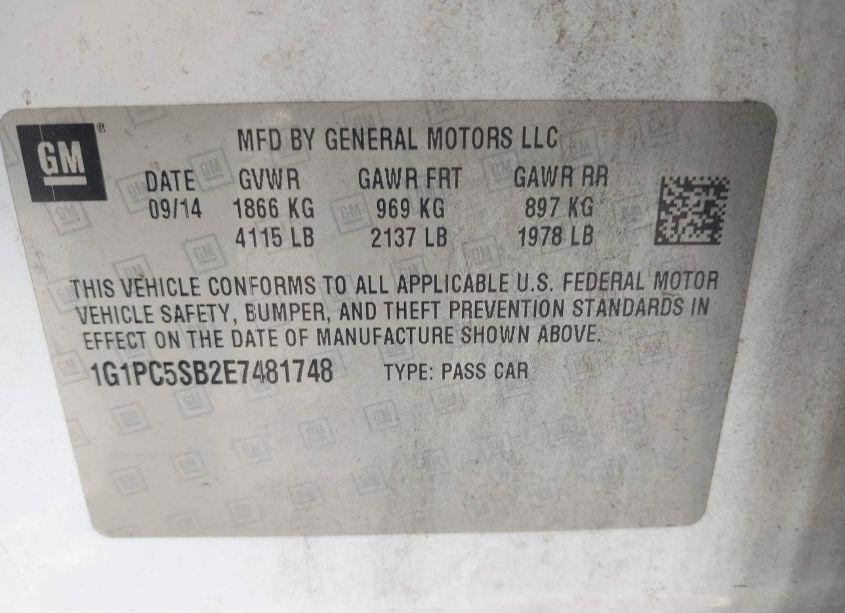 GM
MFD BY GENERAL MOTORS LLC
DATE GVWR GAWR FRT GAWR RR
09/14 1866 KG 969 KG 897 KG
4115 LB 2137 LB 1978 LB
THIS VEHICLE CONFORMS TO ALL APPLICABLE U.S. FEDERAL MOTOR
VEHICLE SAFETY, BUMPER, AND THEFT PREVENTION STANDARDS IN
EFFECT ON THE DATE OF MANUFACTURE SHOWN ABOVE.
1G1PC5SB2E7481748 TYPE: PASS CAR